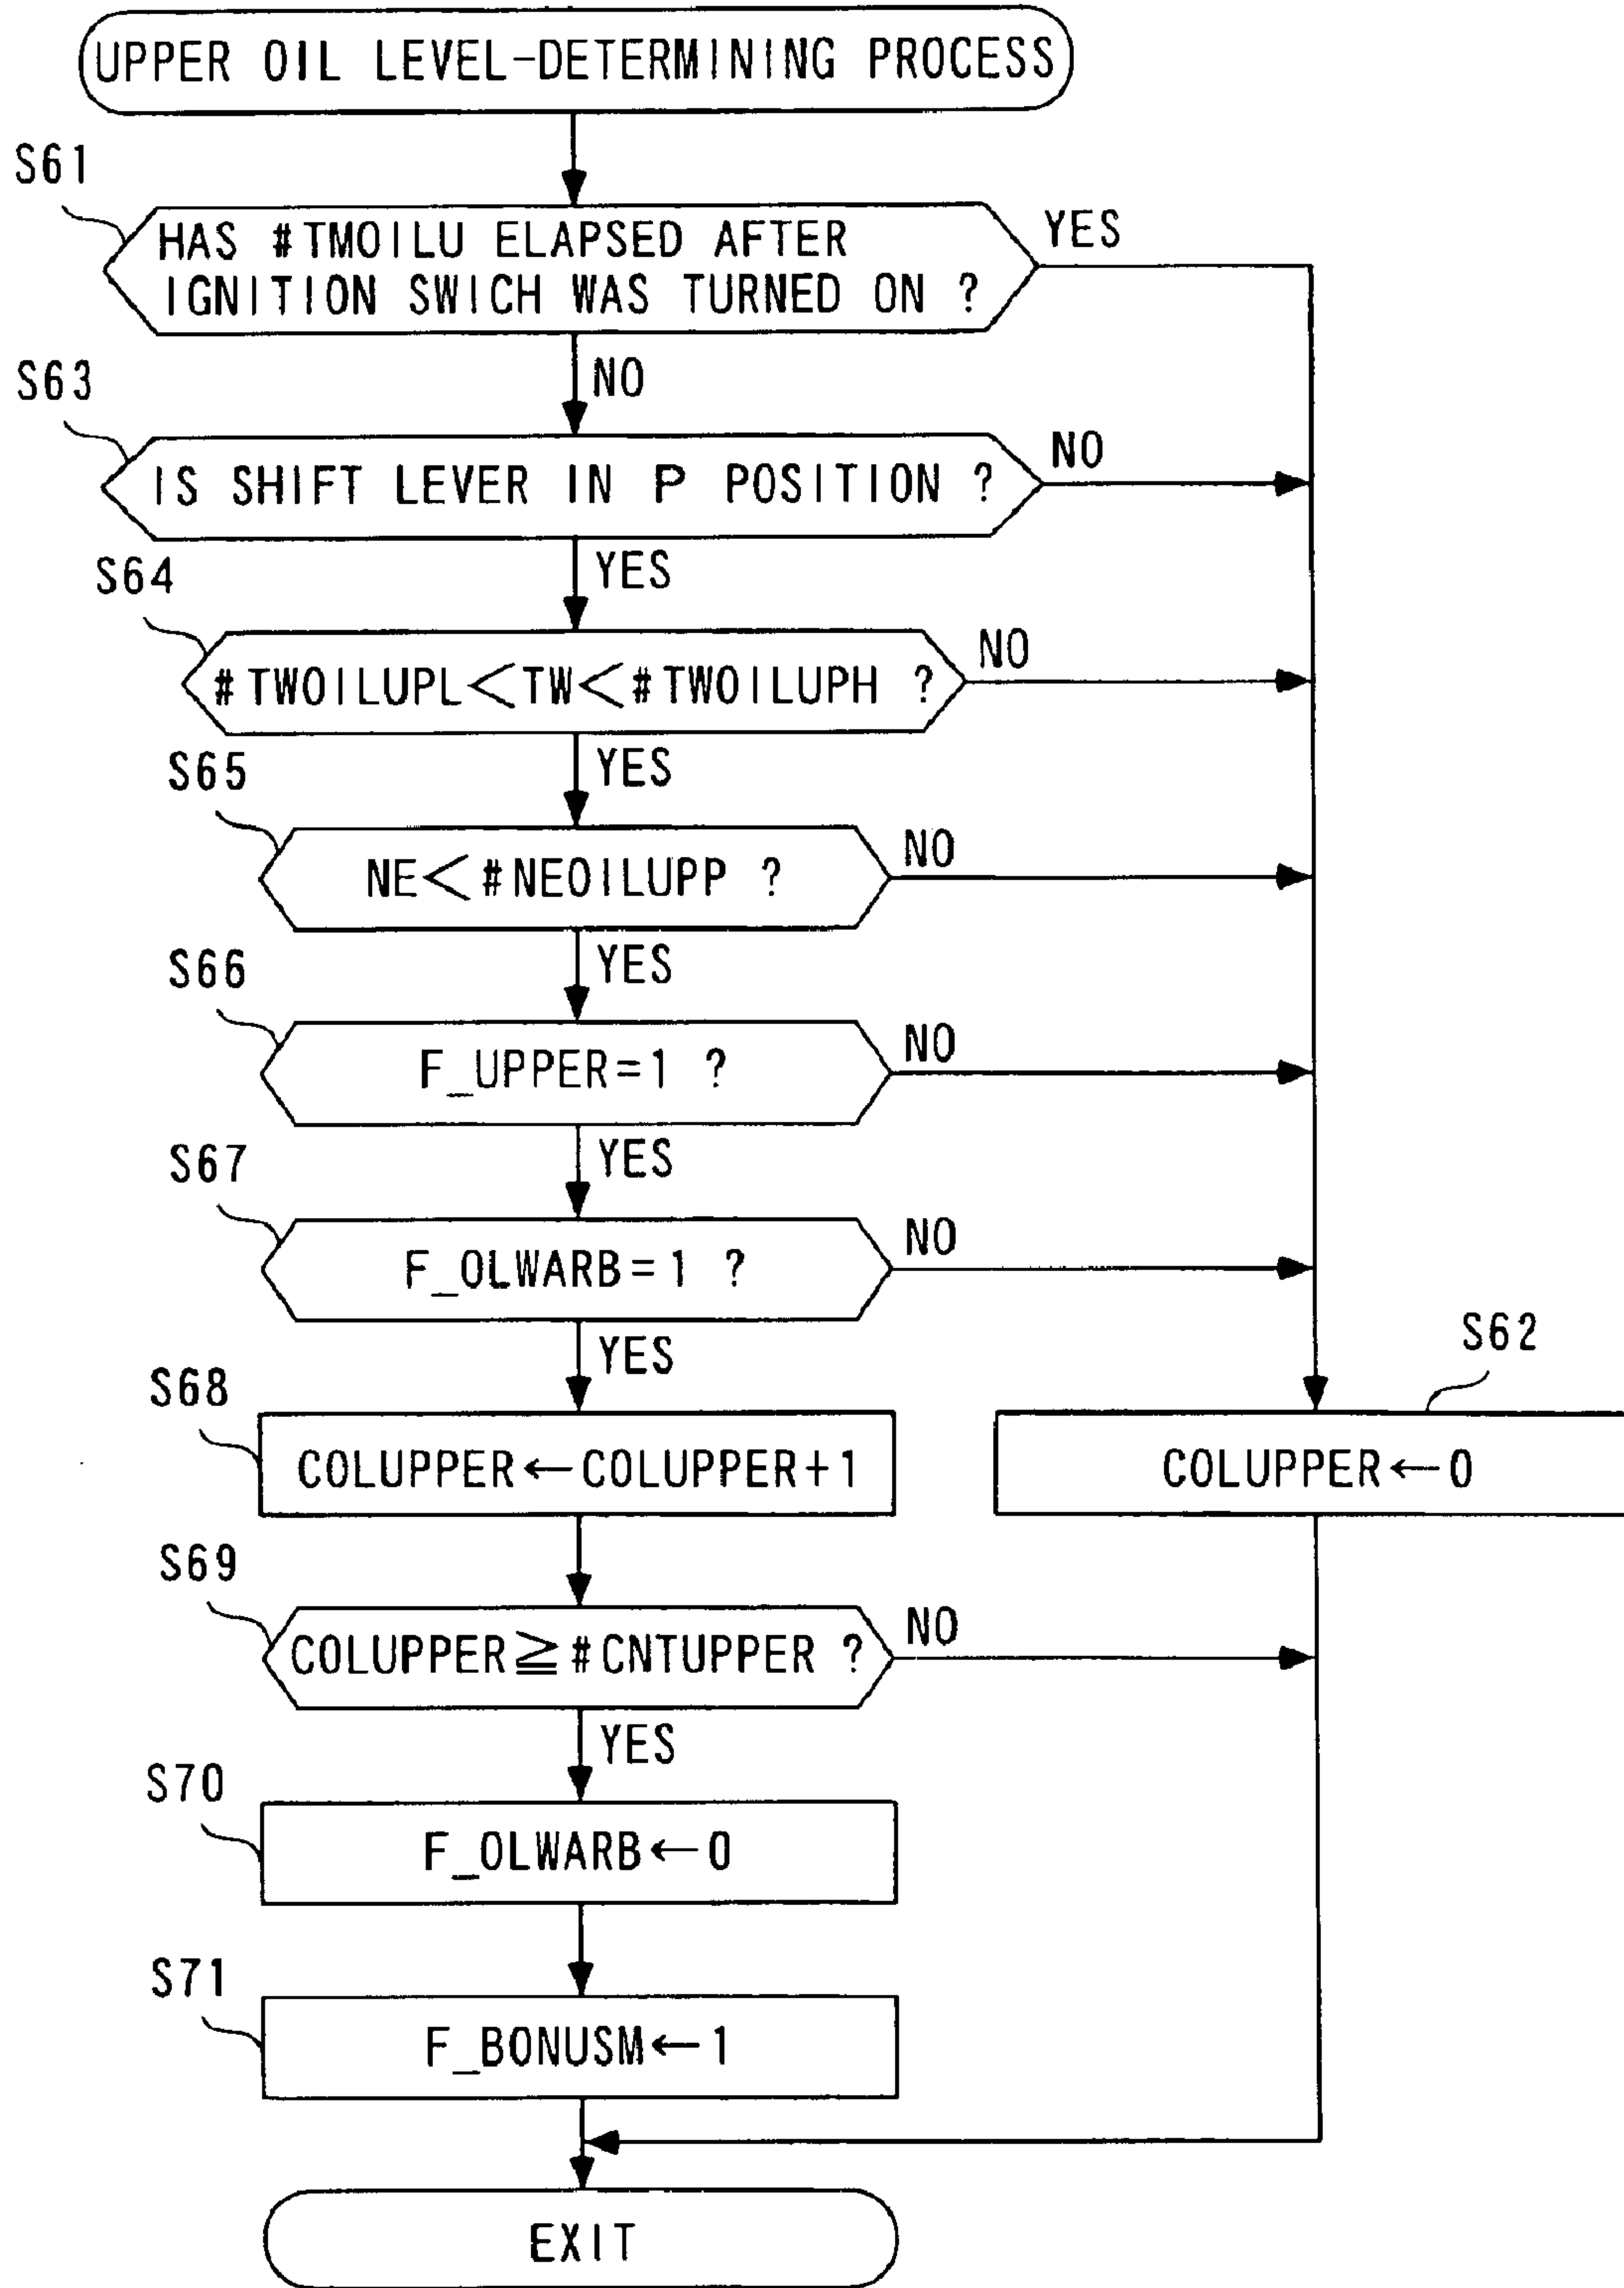 UPPER OIL LEVEL-DETERMINING PROCESS
S61
HAS #TMOILU ELAPSED AFTER
IGNITION SWICH WAS TURNED ON ?
YES
NO
S63
IS SHIFT LEVER IN P POSITION ?
NO
YES
S64
#TWOILUPL<TW<#TWOILUPH ?
NO
YES
S65
NE<#NEOILUPP ?
NO
YES
S66
F_UPPER=1 ?
NO
YES
S67
F_OLWARB=1 ?
NO
YES
S68
COLUPPER←COLUPPER+1
S62
COLUPPER←0
S69
COLUPPER≧#CNTUPPER ?
NO
YES
S70
F_OLWARB←0
S71
F_BONUSM←1
EXIT